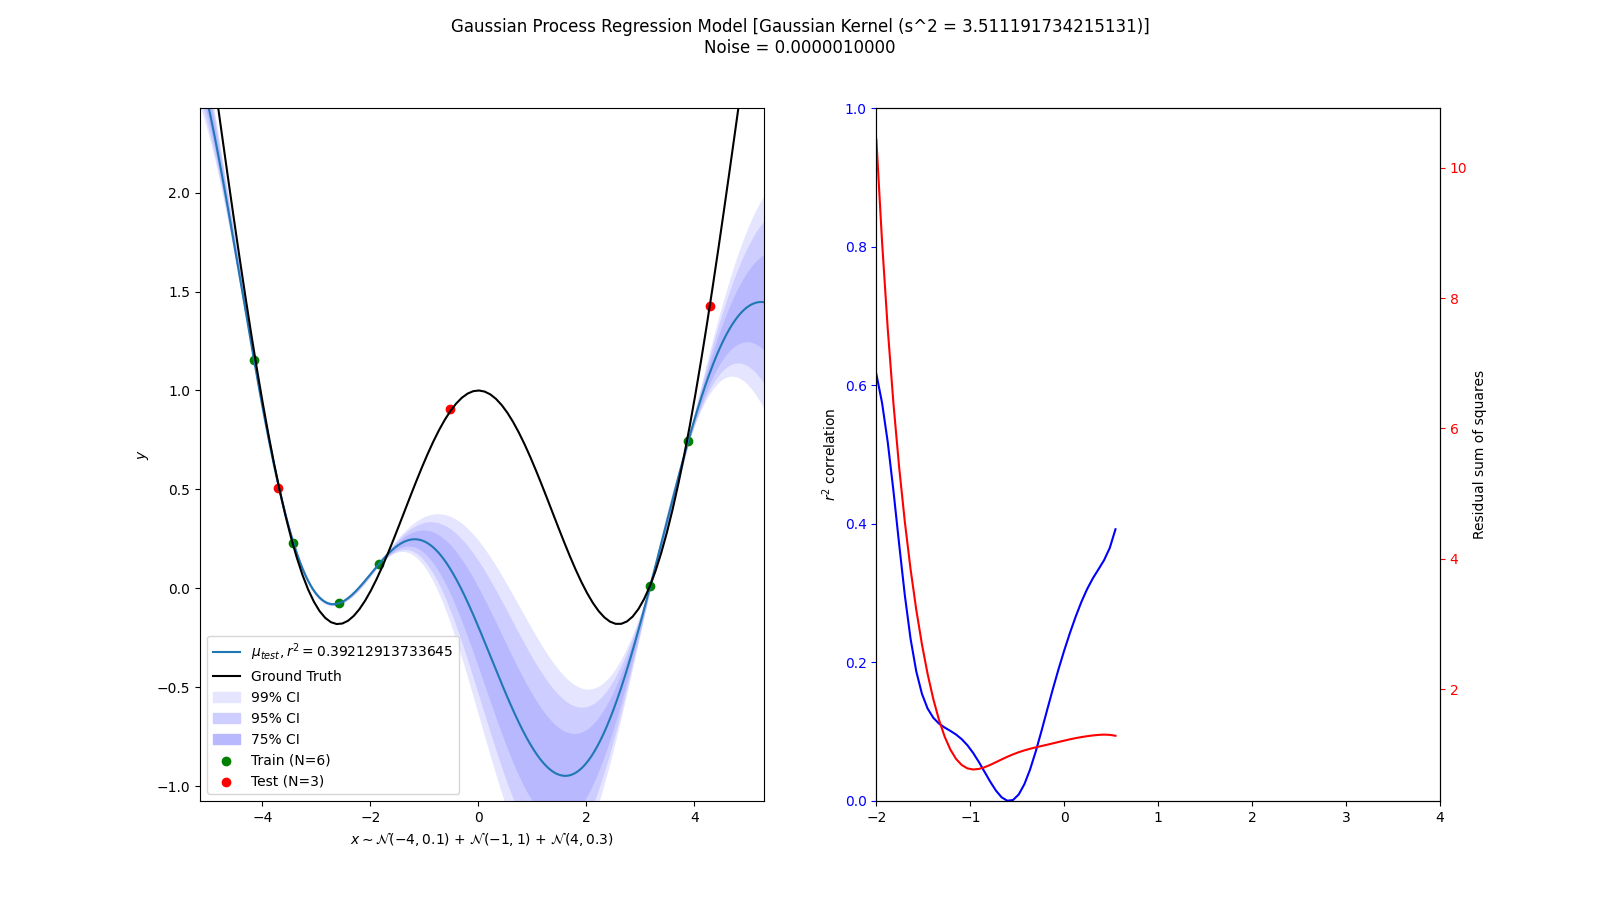 Gaussian Process Regression Model [Gaussian Kernel (s^2 = 3.511191734215131)]
Noise = 0.0000010000
2.0
1.5
1.0
0.5
0.0
−0.5
−1.0
y
−4
−2
0
2
4
x ~ 𝒩(−4, 0.1) + 𝒩(−1, 1) + 𝒩(4, 0.3)
μ_test, r² = 0.39212913733645
Ground Truth
99% CI
95% CI
75% CI
Train (N=6)
Test (N=3)
1.0
0.8
0.6
0.4
0.2
0.0
r² correlation
−2
−1
0
1
2
3
4
10
8
6
4
2
Residual sum of squares